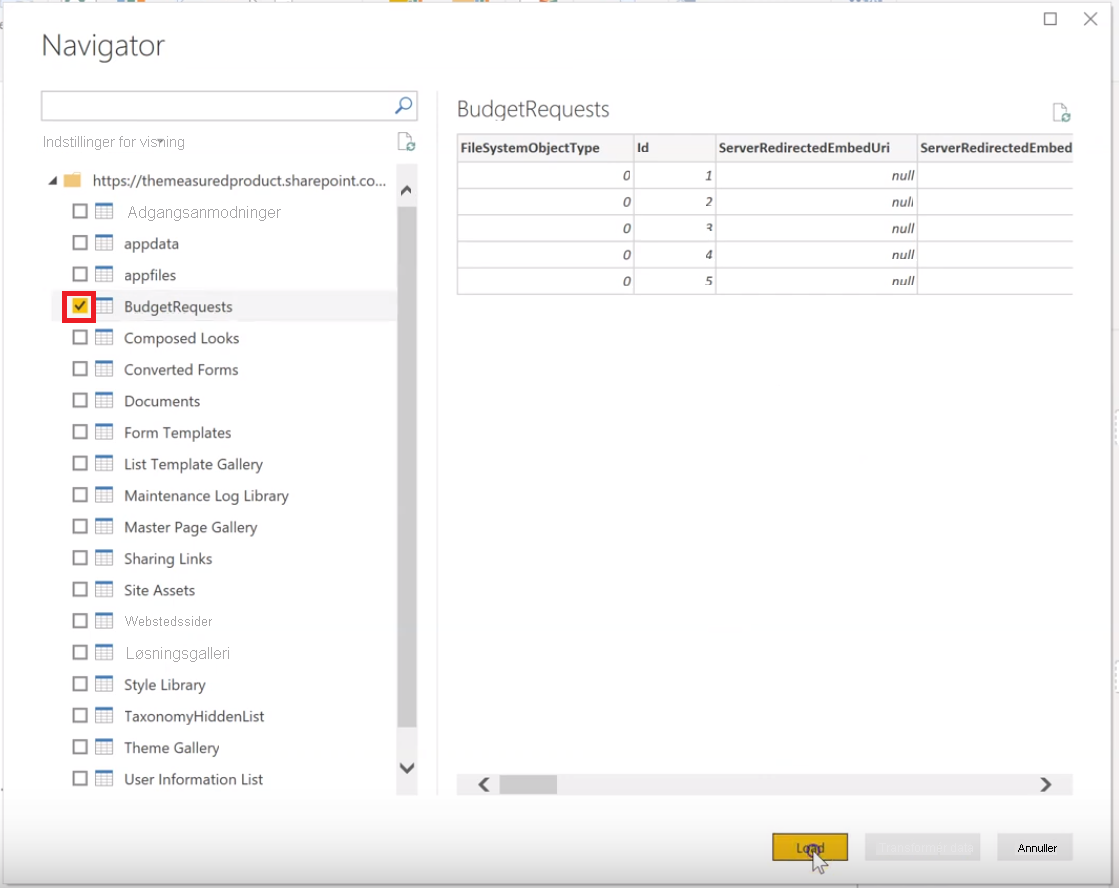 Navigator
BudgetRequests
Indstillinger for visning
FileSystemObjectType Id ServerRedirectedEmbedUri ServerRedirectedEmbed
https://themeasuredproduct.sharepoint.co...
0 1 null
Adgangsanmodninger
0 2 null
appdata
0 3 null
appfiles
0 4 null
BudgetRequests
0 5 null
Composed Looks
Converted Forms
Documents
Form Templates
List Template Gallery
Maintenance Log Library
Master Page Gallery
Sharing Links
Site Assets
Webstedssider
Løsningsgalleri
Style Library
TaxonomyHiddenList
Theme Gallery
User Information List
Load Annuller